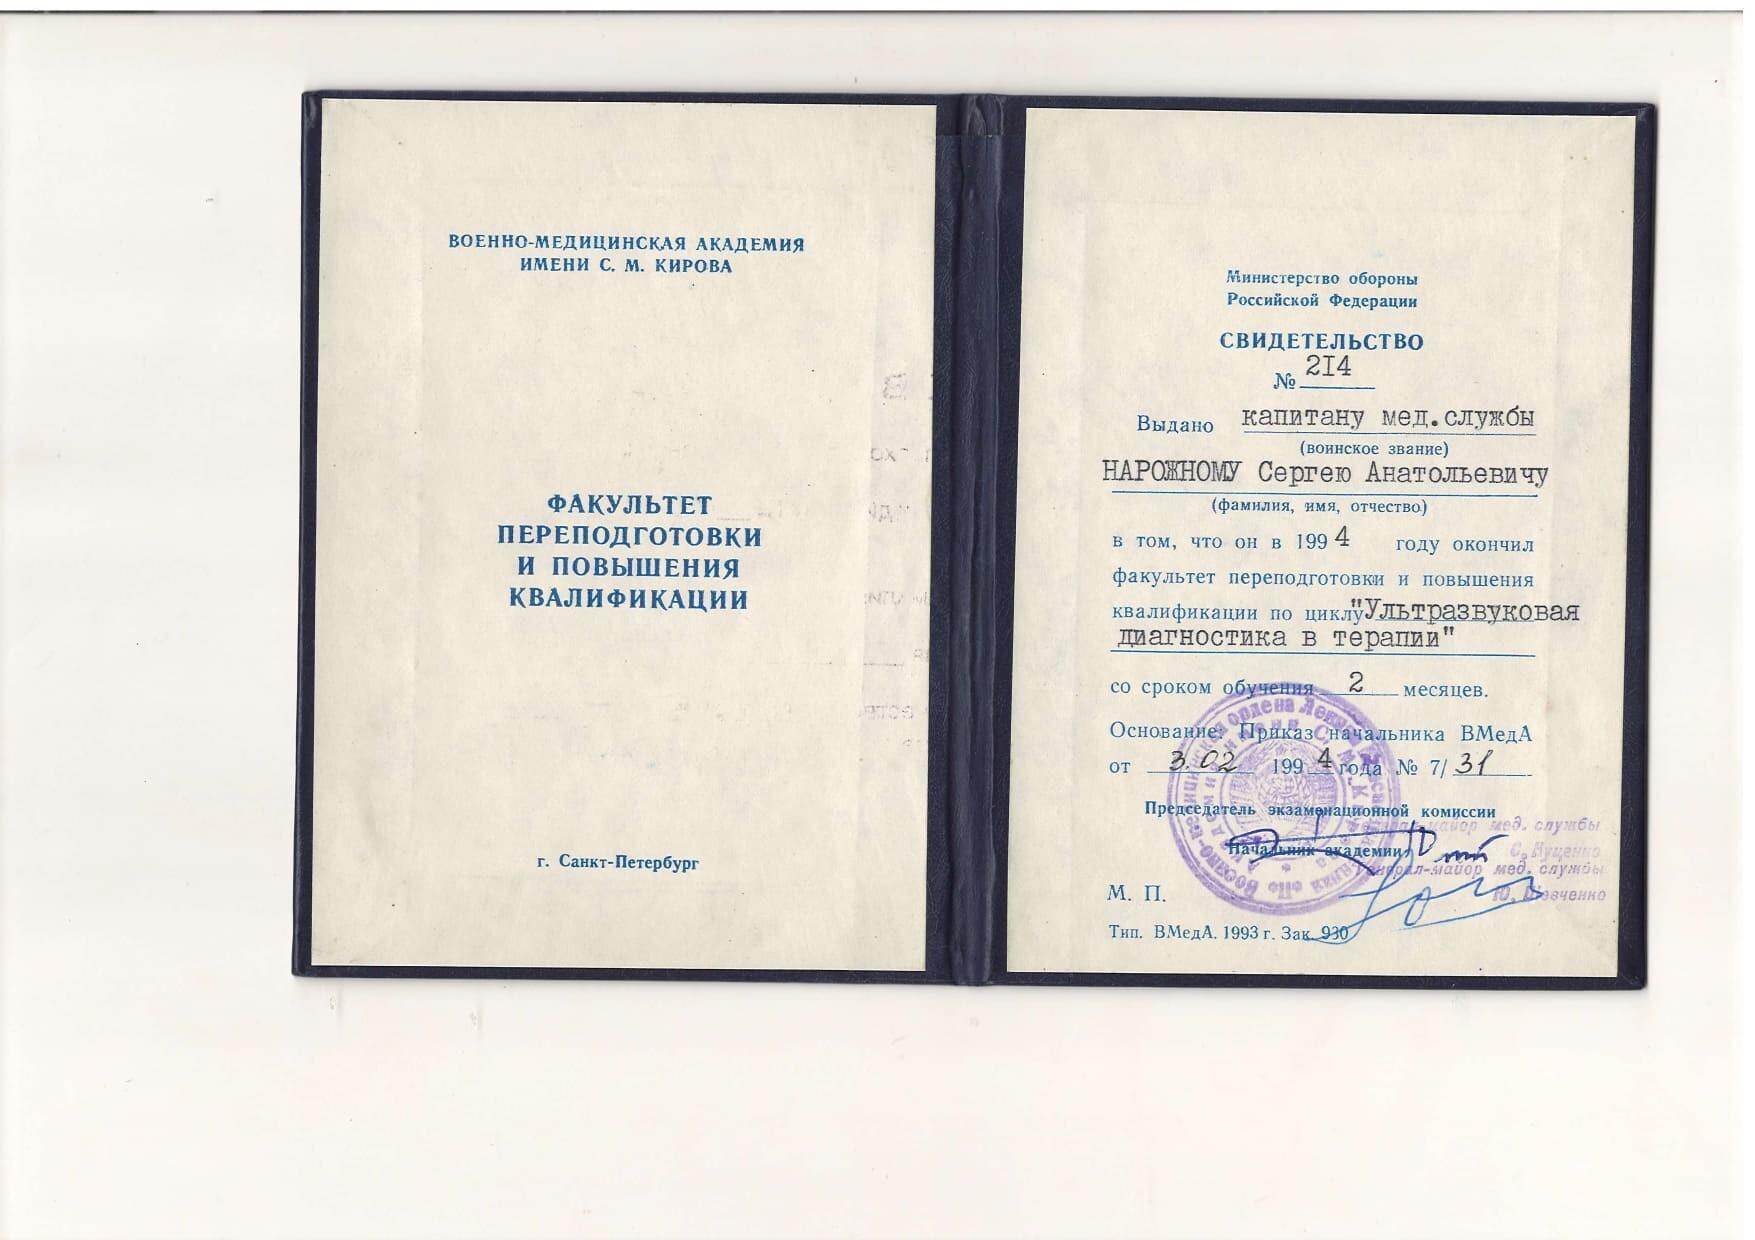 ВОЕННО-МЕДИЦИНСКАЯ АКАДЕМИЯ
ИМЕНИ С. М. КИРОВА
ФАКУЛЬТЕТ
ПЕРЕПОДГОТОВКИ
И ПОВЫШЕНИЯ
КВАЛИФИКАЦИИ
г. Санкт-Петербург
Министерство обороны
Российской Федерации
СВИДЕТЕЛЬСТВО
№ 2I4
Выдано капитану мед.службы
(воинское звание)
НАРОЖНОМУ Сергею Анатольевичу
(фамилия, имя, отчество)
в том, что он в 1994 году окончил
факультет переподготовки и повышения
квалификации по циклу "Ультразвуковая
диагностика в терапии"
со сроком обучения 2 месяцев.
Основание: Приказ начальника ВМедА
от 3.02 1994 года № 7/31
Председатель экзаменационной комиссии
майор мед. службы
Начальник академии
генерал-майор мед. службы
М. П.
Ю. Шевченко
Тип. ВМедА. 1993 г. Зак. 930